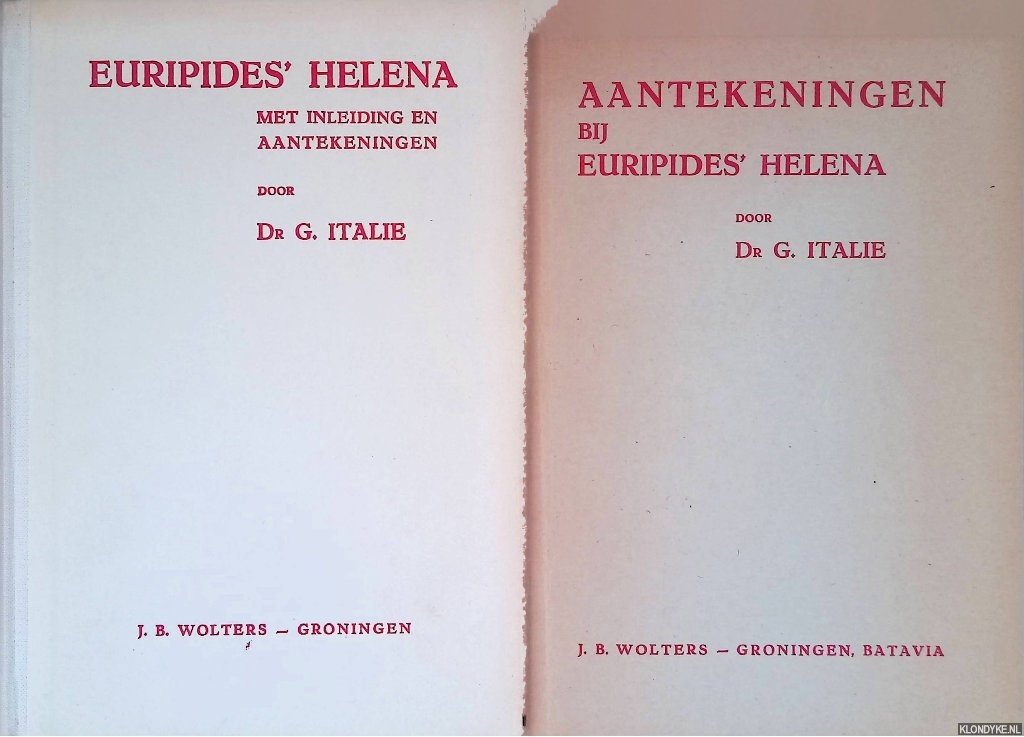 EURIPIDES' HELENA
MET INLEIDING EN
AANTEKENINGEN
DOOR
DR G. ITALIE
J. B. WOLTERS — GRONINGEN
AANTEKENINGEN
BIJ
EURIPIDES' HELENA
DOOR
DR G. ITALIE
J. B. WOLTERS — GRONINGEN, BATAVIA
KLONDYKE.NL